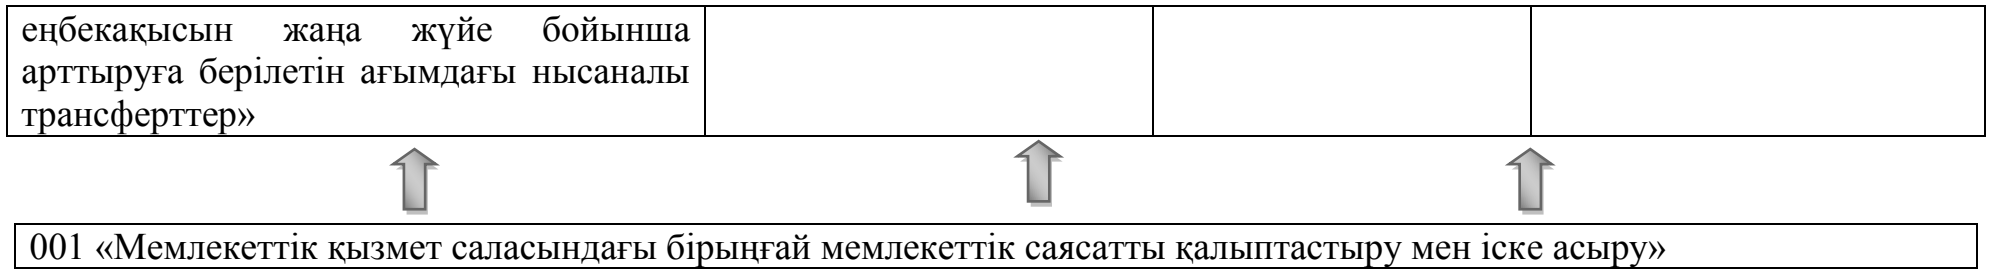 еңбекақысын жаңа жүйе бойынша
арттыруға берілетін ағымдағы нысаналы
трансферттер»
001 «Мемлекеттік қызмет саласындағы бірыңғай мемлекеттік саясатты қалыптастыру мен іске асыру»